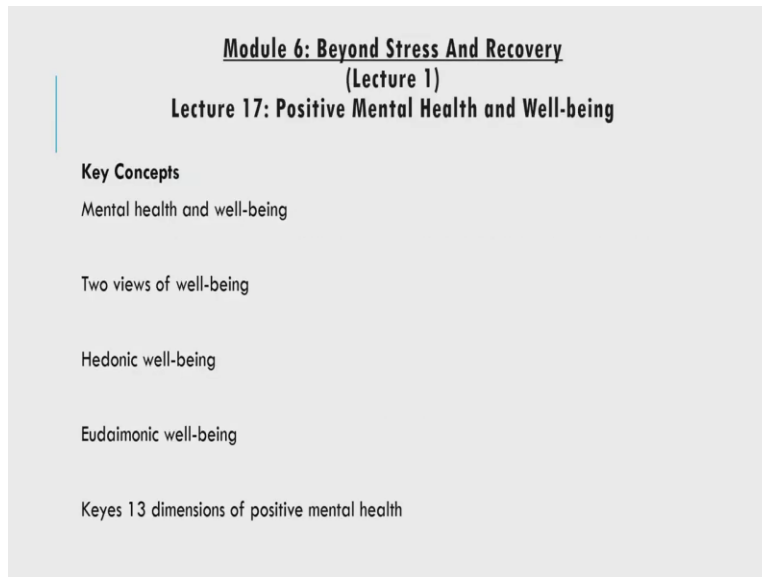 Module 6: Beyond Stress And Recovery
(Lecture 1)
Lecture 17: Positive Mental Health and Well-being
Key Concepts
Mental health and well-being
Two views of well-being
Hedonic well-being
Eudaimonic well-being
Keyes 13 dimensions of positive mental health